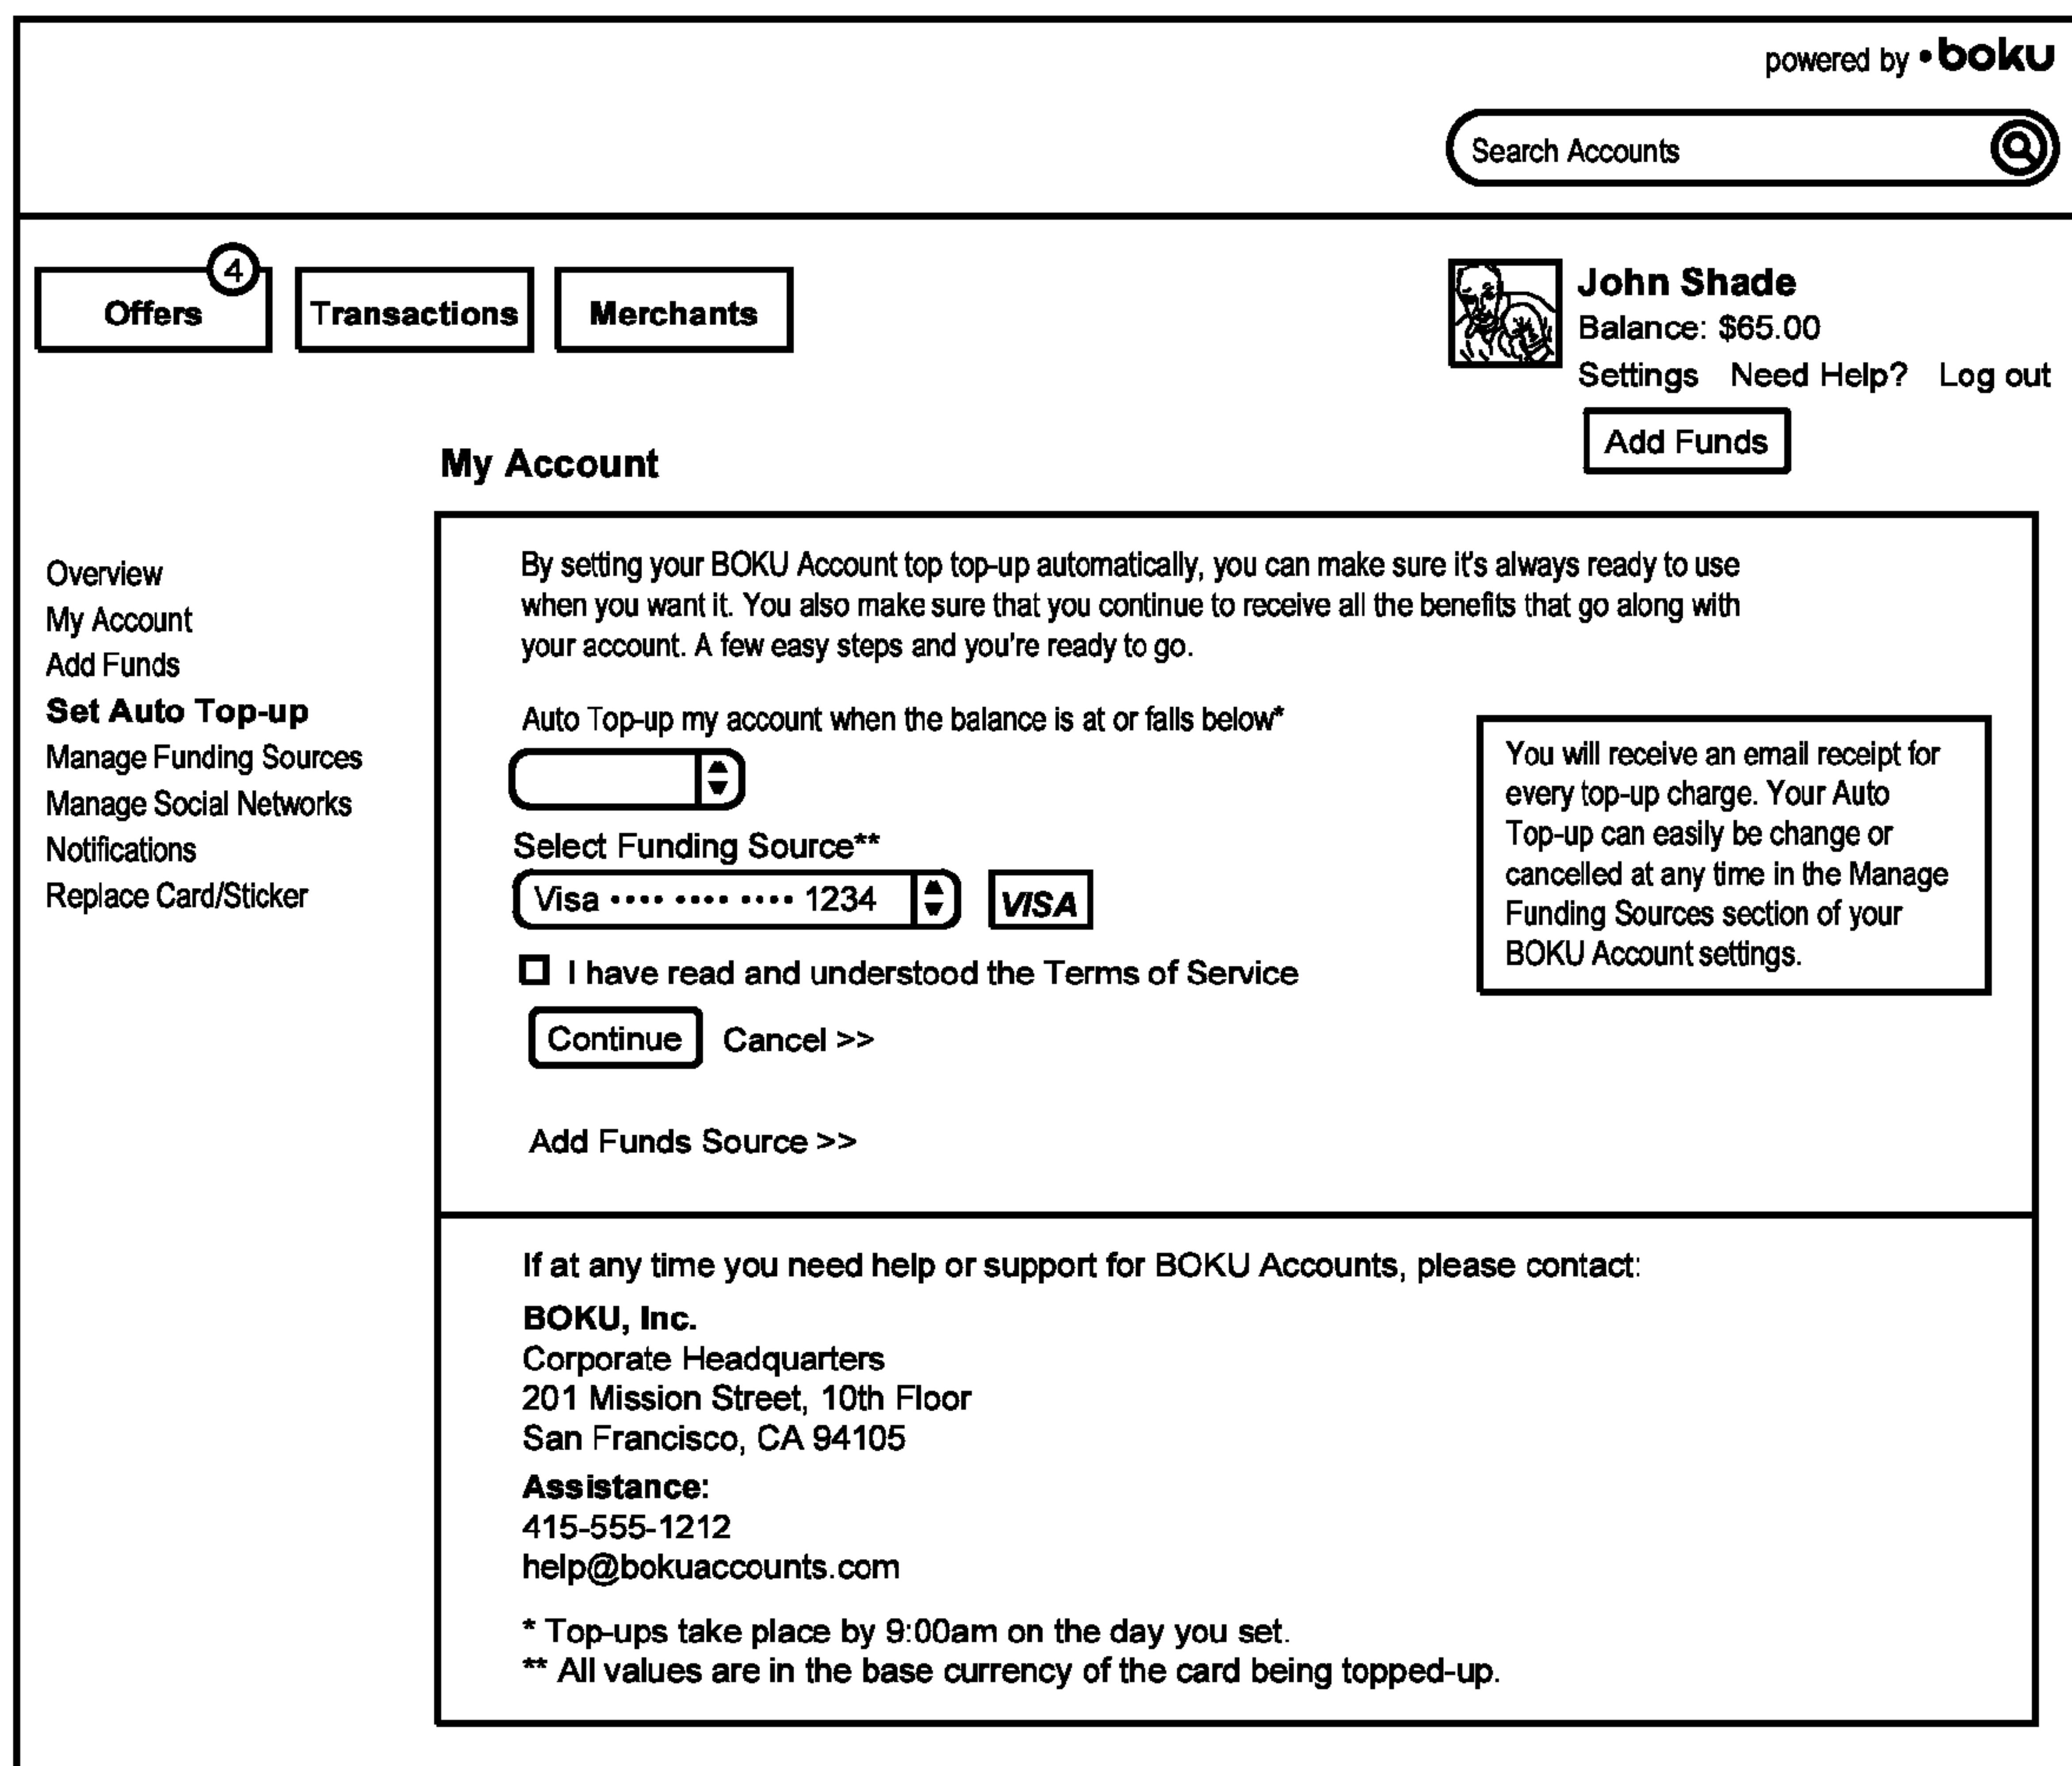 powered by •boku
Search Accounts
4
Offers
Transactions
Merchants
John Shade
Balance: $65.00
Settings Need Help? Log out
Add Funds
My Account
Overview
My Account
Add Funds
Set Auto Top-up
Manage Funding Sources
Manage Social Networks
Notifications
Replace Card/Sticker
By setting your BOKU Account top top-up automatically, you can make sure it's always ready to use
when you want it. You also make sure that you continue to receive all the benefits that go along with
your account. A few easy steps and you're ready to go.
Auto Top-up my account when the balance is at or falls below*
Select Funding Source**
Visa •••• •••• •••• 1234
VISA
I have read and understood the Terms of Service
Continue Cancel >>
Add Funds Source >>
You will receive an email receipt for
every top-up charge. Your Auto
Top-up can easily be change or
cancelled at any time in the Manage
Funding Sources section of your
BOKU Account settings.
If at any time you need help or support for BOKU Accounts, please contact:
BOKU, Inc.
Corporate Headquarters
201 Mission Street, 10th Floor
San Francisco, CA 94105
Assistance:
415-555-1212
help@bokuaccounts.com
* Top-ups take place by 9:00am on the day you set.
** All values are in the base currency of the card being topped-up.